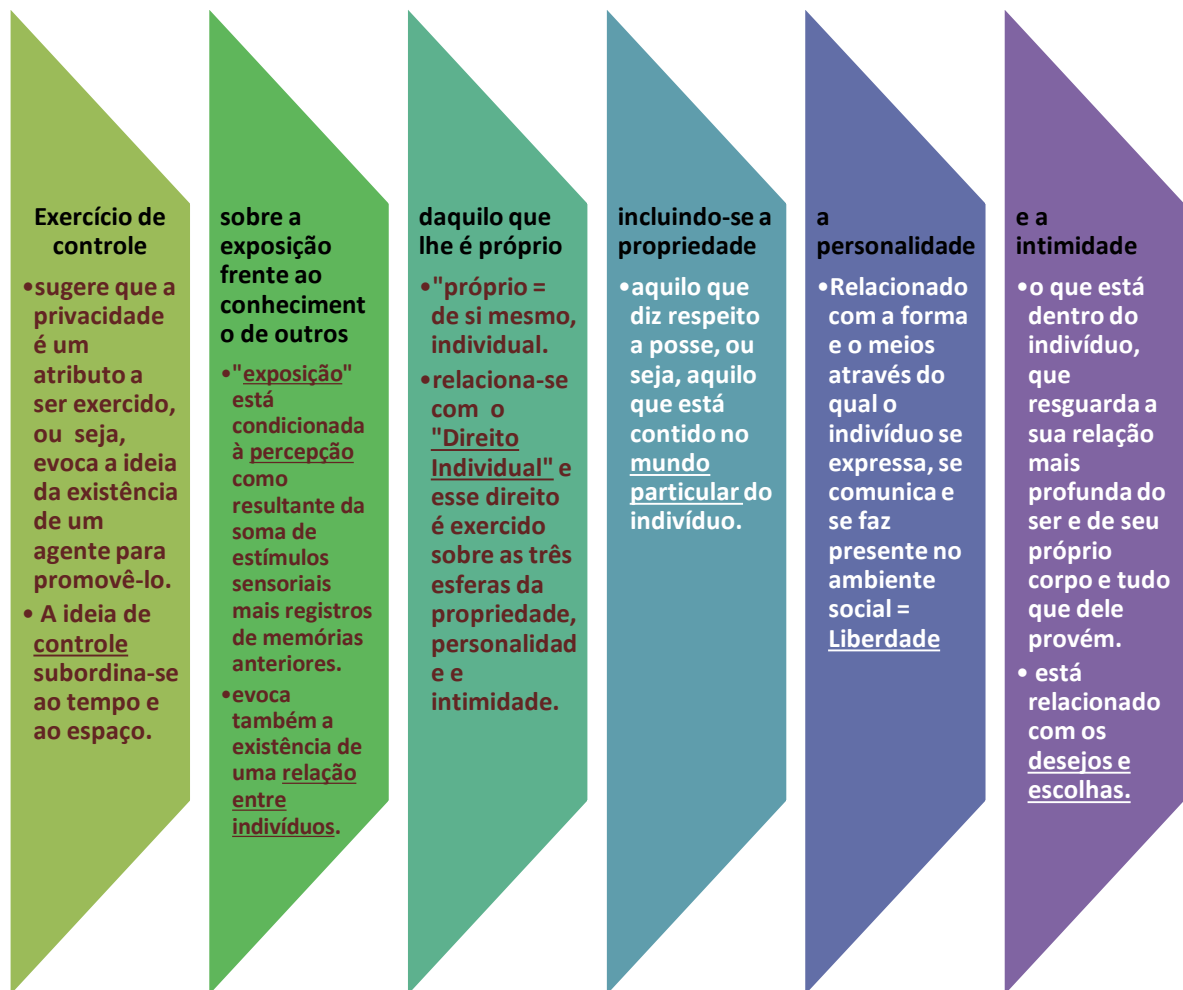 Exercício de
controle
•sugere que a
privacidade
é um
atributo a
ser exercido,
ou seja,
evoca a ideia
da existência
de um
agente para
promovê-lo.
• A ideia de
controle
subordina-se
ao tempo e
ao espaço.
sobre a
exposição
frente ao
conheciment
o de outros
•"exposição"
está
condicionada
à percepção
como
resultante da
soma de
estímulos
sensoriais
mais registros
de memórias
anteriores.
•evoca
também a
existência de
uma relação
entre
indivíduos.
daquilo que
lhe é próprio
•"próprio =
de si mesmo,
individual.
•relaciona-se
com o
"Direito
Individual" e
esse direito
é exercido
sobre as três
esferas da
propriedade,
personalidad
e e
intimidade.
incluindo-se a
propriedade
•aquilo que
diz respeito
a posse, ou
seja, aquilo
que está
contido no
mundo
particular do
indivíduo.
a
personalidade
•Relacionado
com a forma
e o meios
através do
qual o
indivíduo se
expressa, se
comunica e
se faz
presente no
ambiente
social =
Liberdade
e a
intimidade
•o que está
dentro do
indivíduo,
que
resguarda a
sua relação
mais
profunda do
ser e de seu
próprio
corpo e tudo
que dele
provém.
• está
relacionado
com os
desejos e
escolhas.